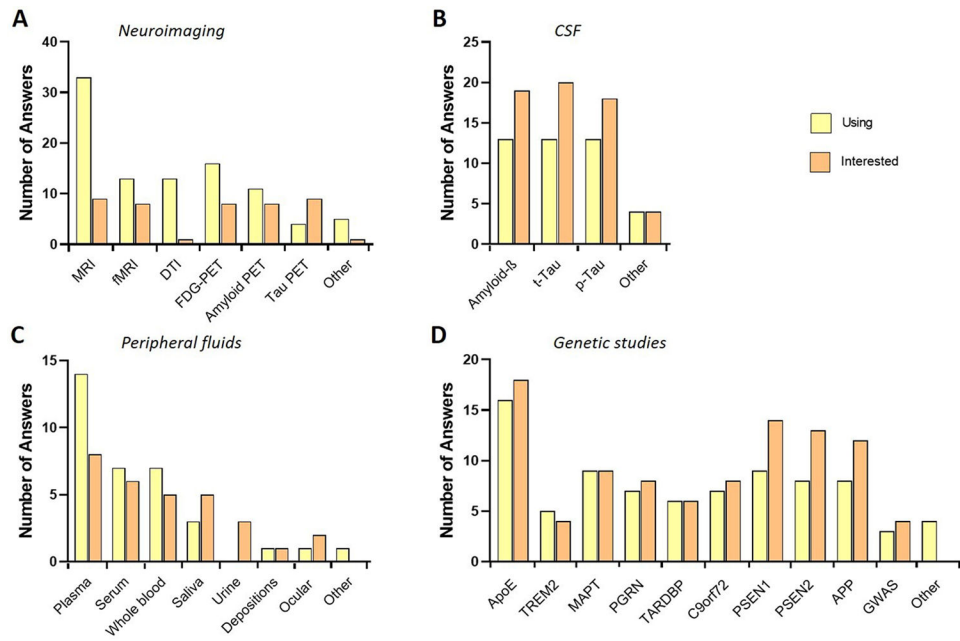 A
Neuroimaging
Number of Answers
40
30
20
10
0
MRI
fMRI
DTI
FDG-PET
Amyloid PET
Tau PET
Other
B
CSF
Number of Answers
25
20
15
10
5
0
Amyloid-ß
t-Tau
p-Tau
Other
Using
Interested
C
Peripheral fluids
Number of Answers
15
10
5
0
Plasma
Serum
Whole blood
Saliva
Urine
Depositions
Ocular
Other
D
Genetic studies
Number of Answers
20
15
10
5
0
ApoE
TREM2
MAPT
PGRN
TARDBP
C9orf72
PSEN1
PSEN2
APP
GWAS
Other